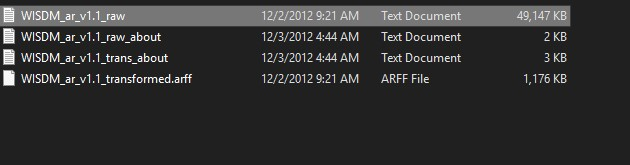 WISDM_ar_v1.1_raw 12/2/2012 9:21 AM Text Document 49,147 KB
WISDM_ar_v1.1_raw_about 12/3/2012 4:44 AM Text Document 2 KB
WISDM_ar_v1.1_trans_about 12/3/2012 4:44 AM Text Document 3 KB
WISDM_ar_v1.1_transformed.arff 12/2/2012 9:21 AM ARFF File 1,176 KB